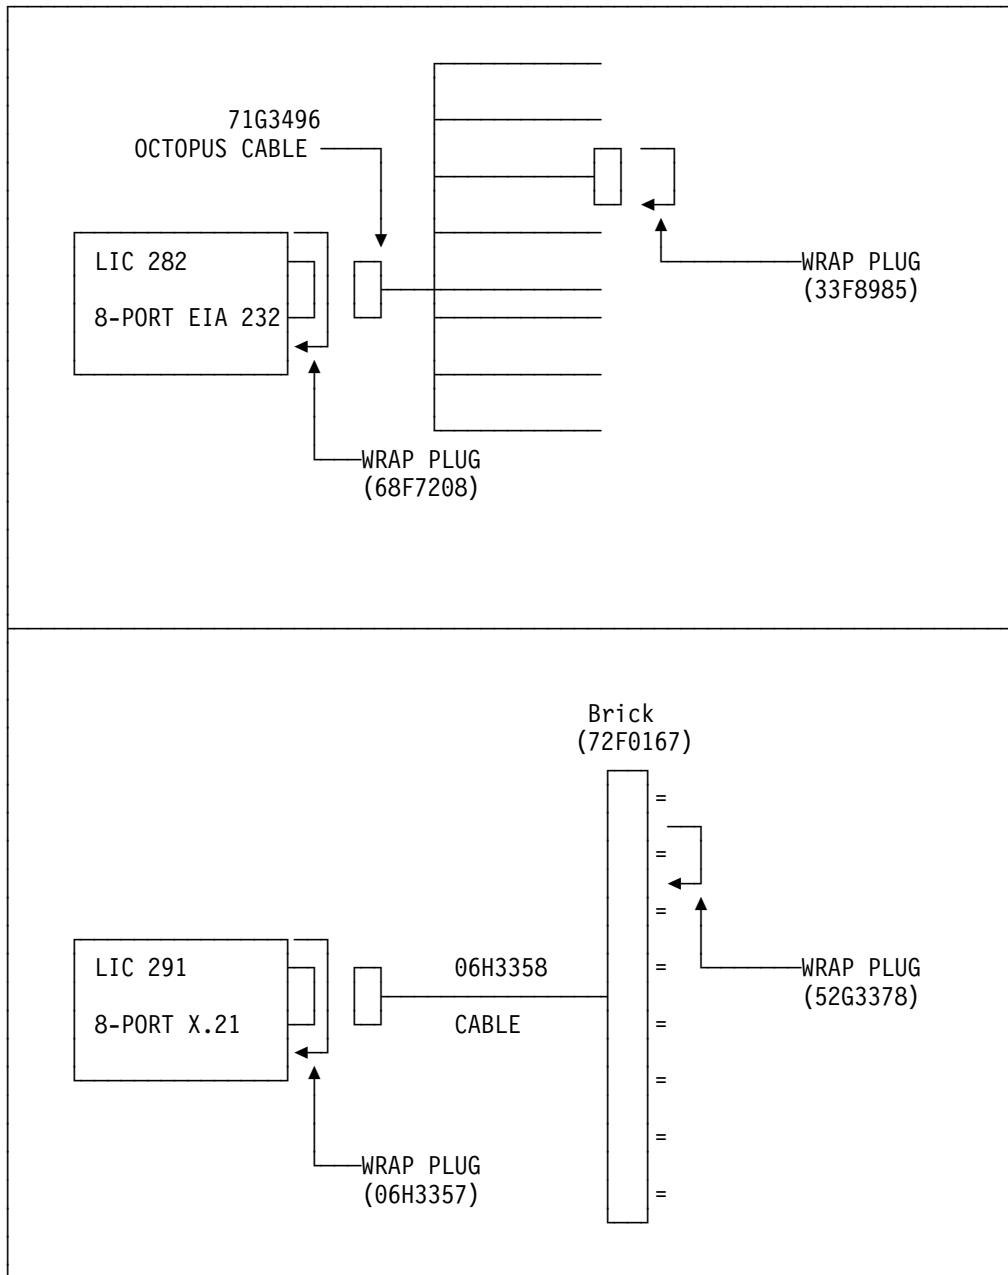 71G3496
OCTOPUS CABLE
LIC 282
8-PORT EIA 232
WRAP PLUG
(33F8985)
WRAP PLUG
(68F7208)
Brick
(72F0167)
=
=
=
LIC 291
8-PORT X.21
06H3358
CABLE
=
WRAP PLUG
(52G3378)
=
=
=
=
WRAP PLUG
(06H3357)